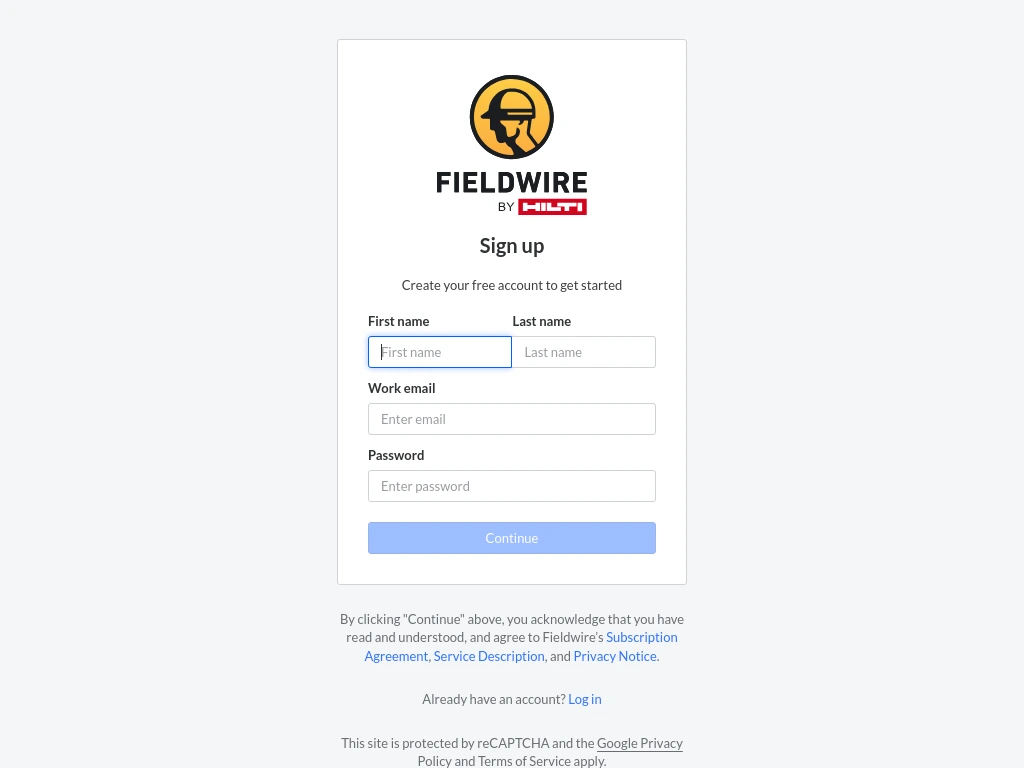 FIELDWIRE
BY HILTI
Sign up
Create your free account to get started
First name Last name
First name Last name
Work email
Enter email
Password
Enter password
Continue
By clicking "Continue" above, you acknowledge that you have
read and understood, and agree to Fieldwire's Subscription
Agreement, Service Description, and Privacy Notice.
Already have an account? Log in
This site is protected by reCAPTCHA and the Google Privacy
Policy and Terms of Service apply.